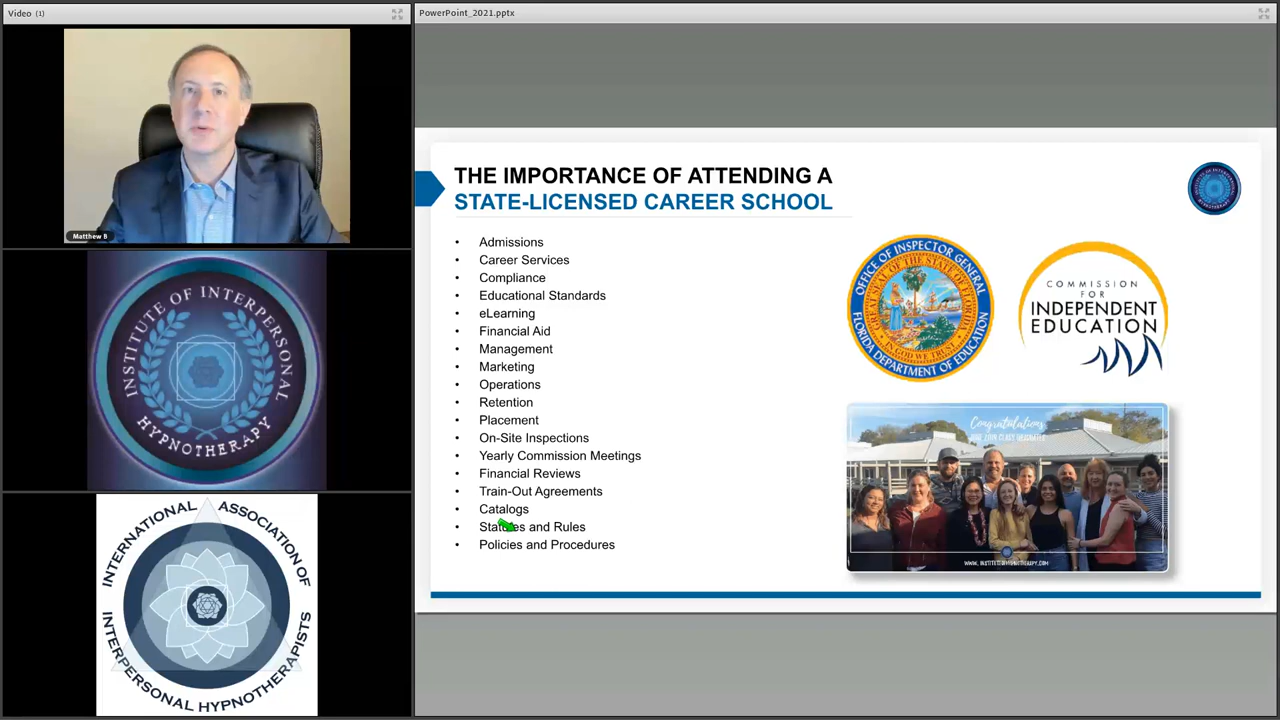 Video (1)
Matthew B
INSTITUTE OF INTERPERSONAL
HYPNOTHERAPY
INTERNATIONAL ASSOCIATION OF
INTERPERSONAL HYPNOTHERAPISTS
PowerPoint_2021.pptx
THE IMPORTANCE OF ATTENDING A
STATE-LICENSED CAREER SCHOOL
• Admissions
• Career Services
• Compliance
• Educational Standards
• eLearning
• Financial Aid
• Management
• Marketing
• Operations
• Retention
• Placement
• On-Site Inspections
• Yearly Commission Meetings
• Financial Reviews
• Train-Out Agreements
• Catalogs
• Statutes and Rules
• Policies and Procedures
OFFICE OF INSPECTOR GENERAL
GREAT SEAL OF THE STATE OF FLORIDA
IN GOD WE TRUST
FLORIDA DEPARTMENT OF EDUCATION
COMMISSION
FOR
INDEPENDENT
EDUCATION
Congratulations
WWW.INSTITUTEOFHYPNOTHERAPY.COM